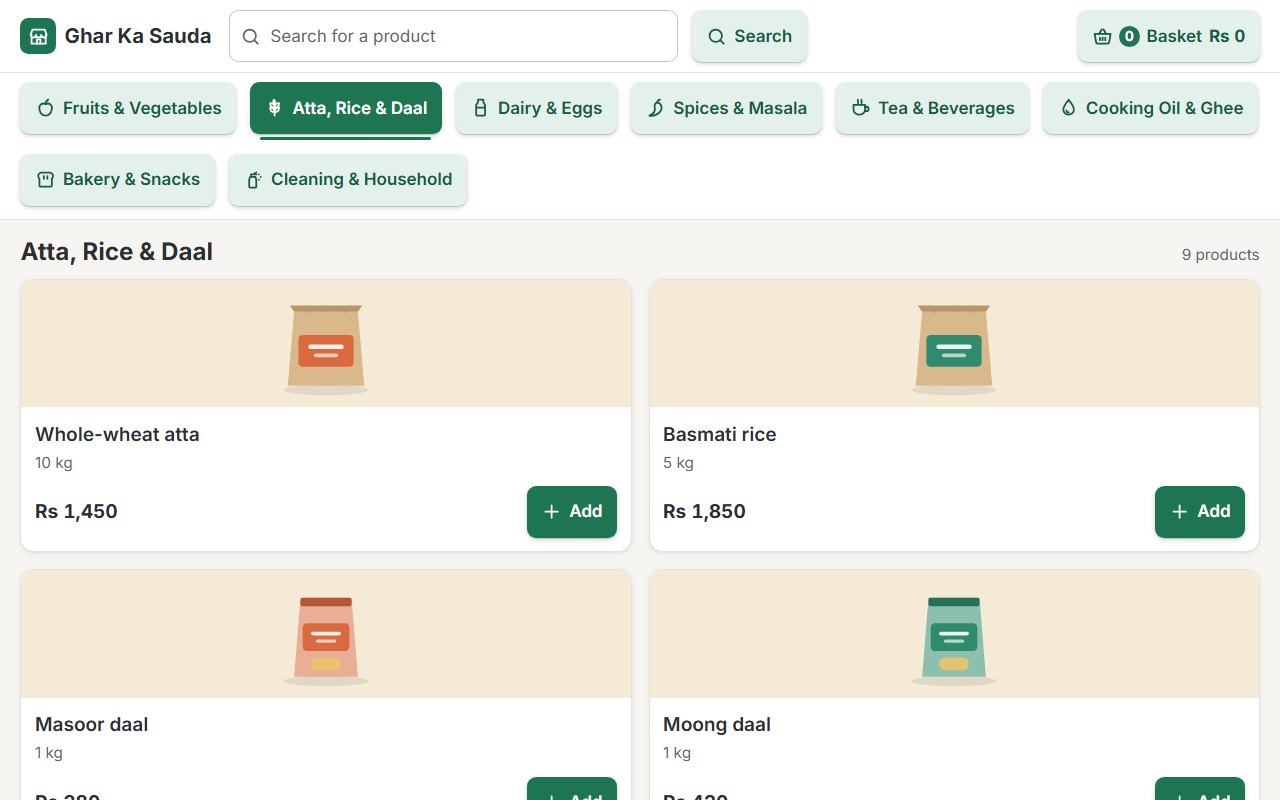 Ghar Ka Sauda
Search for a product
Search
0 Basket Rs 0
Fruits & Vegetables
Atta, Rice & Daal
Dairy & Eggs
Spices & Masala
Tea & Beverages
Cooking Oil & Ghee
Bakery & Snacks
Cleaning & Household
Atta, Rice & Daal
9 products
Whole-wheat atta
10 kg
Rs 1,450
Add
Basmati rice
5 kg
Rs 1,850
Add
Masoor daal
1 kg
Add
Moong daal
1 kg
Add